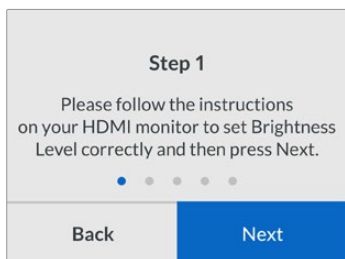 Step 1
Please follow the instructions
on your HDMI monitor to set Brightness
Level correctly and then press Next.
Back
Next